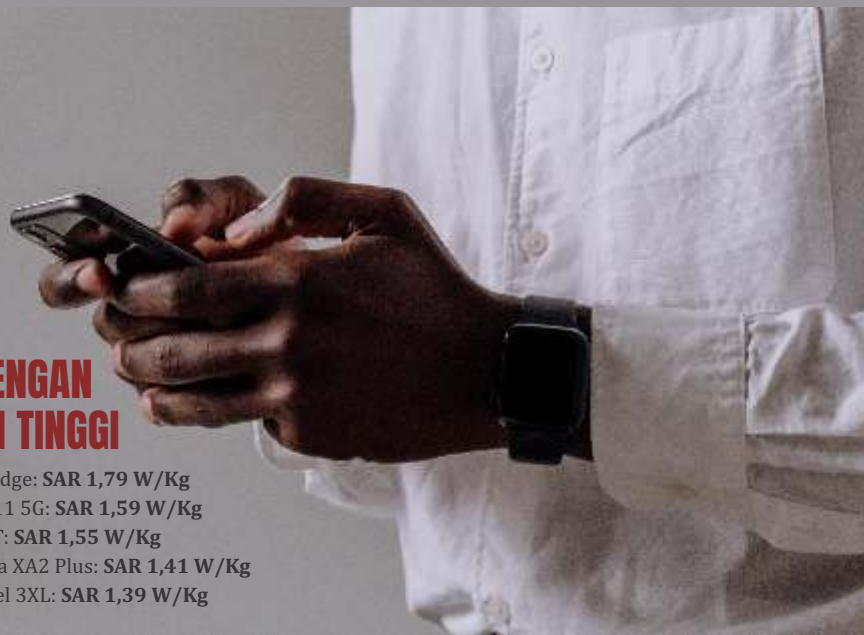 ENGAN
I TINGGI
dge: SAR 1,79 W/Kg
11 5G: SAR 1,59 W/Kg
T: SAR 1,55 W/Kg
a XA2 Plus: SAR 1,41 W/Kg
el 3XL: SAR 1,39 W/Kg